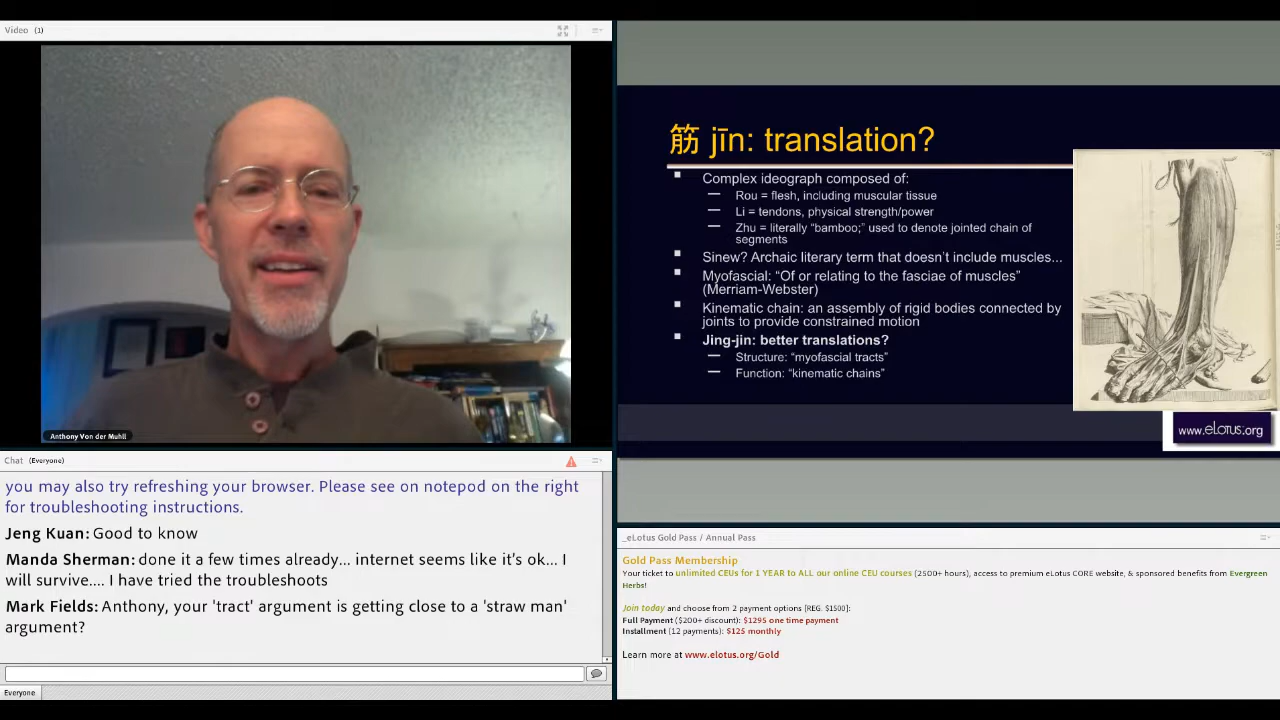 Video (1)
Anthony Von der Muhll
Chat (Everyone)
you may also try refreshing your browser. Please see on notepod on the right
for troubleshooting instructions.
Jeng Kuan: Good to know
Manda Sherman: done it a few times already... internet seems like it's ok... I
will survive.... I have tried the troubleshoots
Mark Fields: Anthony, your 'tract' argument is getting close to a 'straw man'
argument?
Everyone
筋 jīn: translation?
Complex ideograph composed of:
Rou = flesh, including muscular tissue
Li = tendons, physical strength/power
Zhu = literally “bamboo;” used to denote jointed chain of
segments
Sinew? Archaic literary term that doesn’t include muscles...
Myofascial: “Of or relating to the fasciae of muscles”
(Merriam-Webster)
Kinematic chain: an assembly of rigid bodies connected by
joints to provide constrained motion
Jing-jin: better translations?
Structure: “myofascial tracts”
Function: “kinematic chains”
www.eLotus.org
_eLotus Gold Pass / Annual Pass
Gold Pass Membership
Your ticket to unlimited CEUs for 1 YEAR to ALL our online CEU courses (2500+ hours), access to premium eLotus CORE website, & sponsored benefits from Evergreen
Herbs!
Join today and choose from 2 payment options [REG. $1500]:
Full Payment ($200+ discount): $1295 one time payment
Installment (12 payments): $125 monthly
Learn more at www.elotus.org/Gold